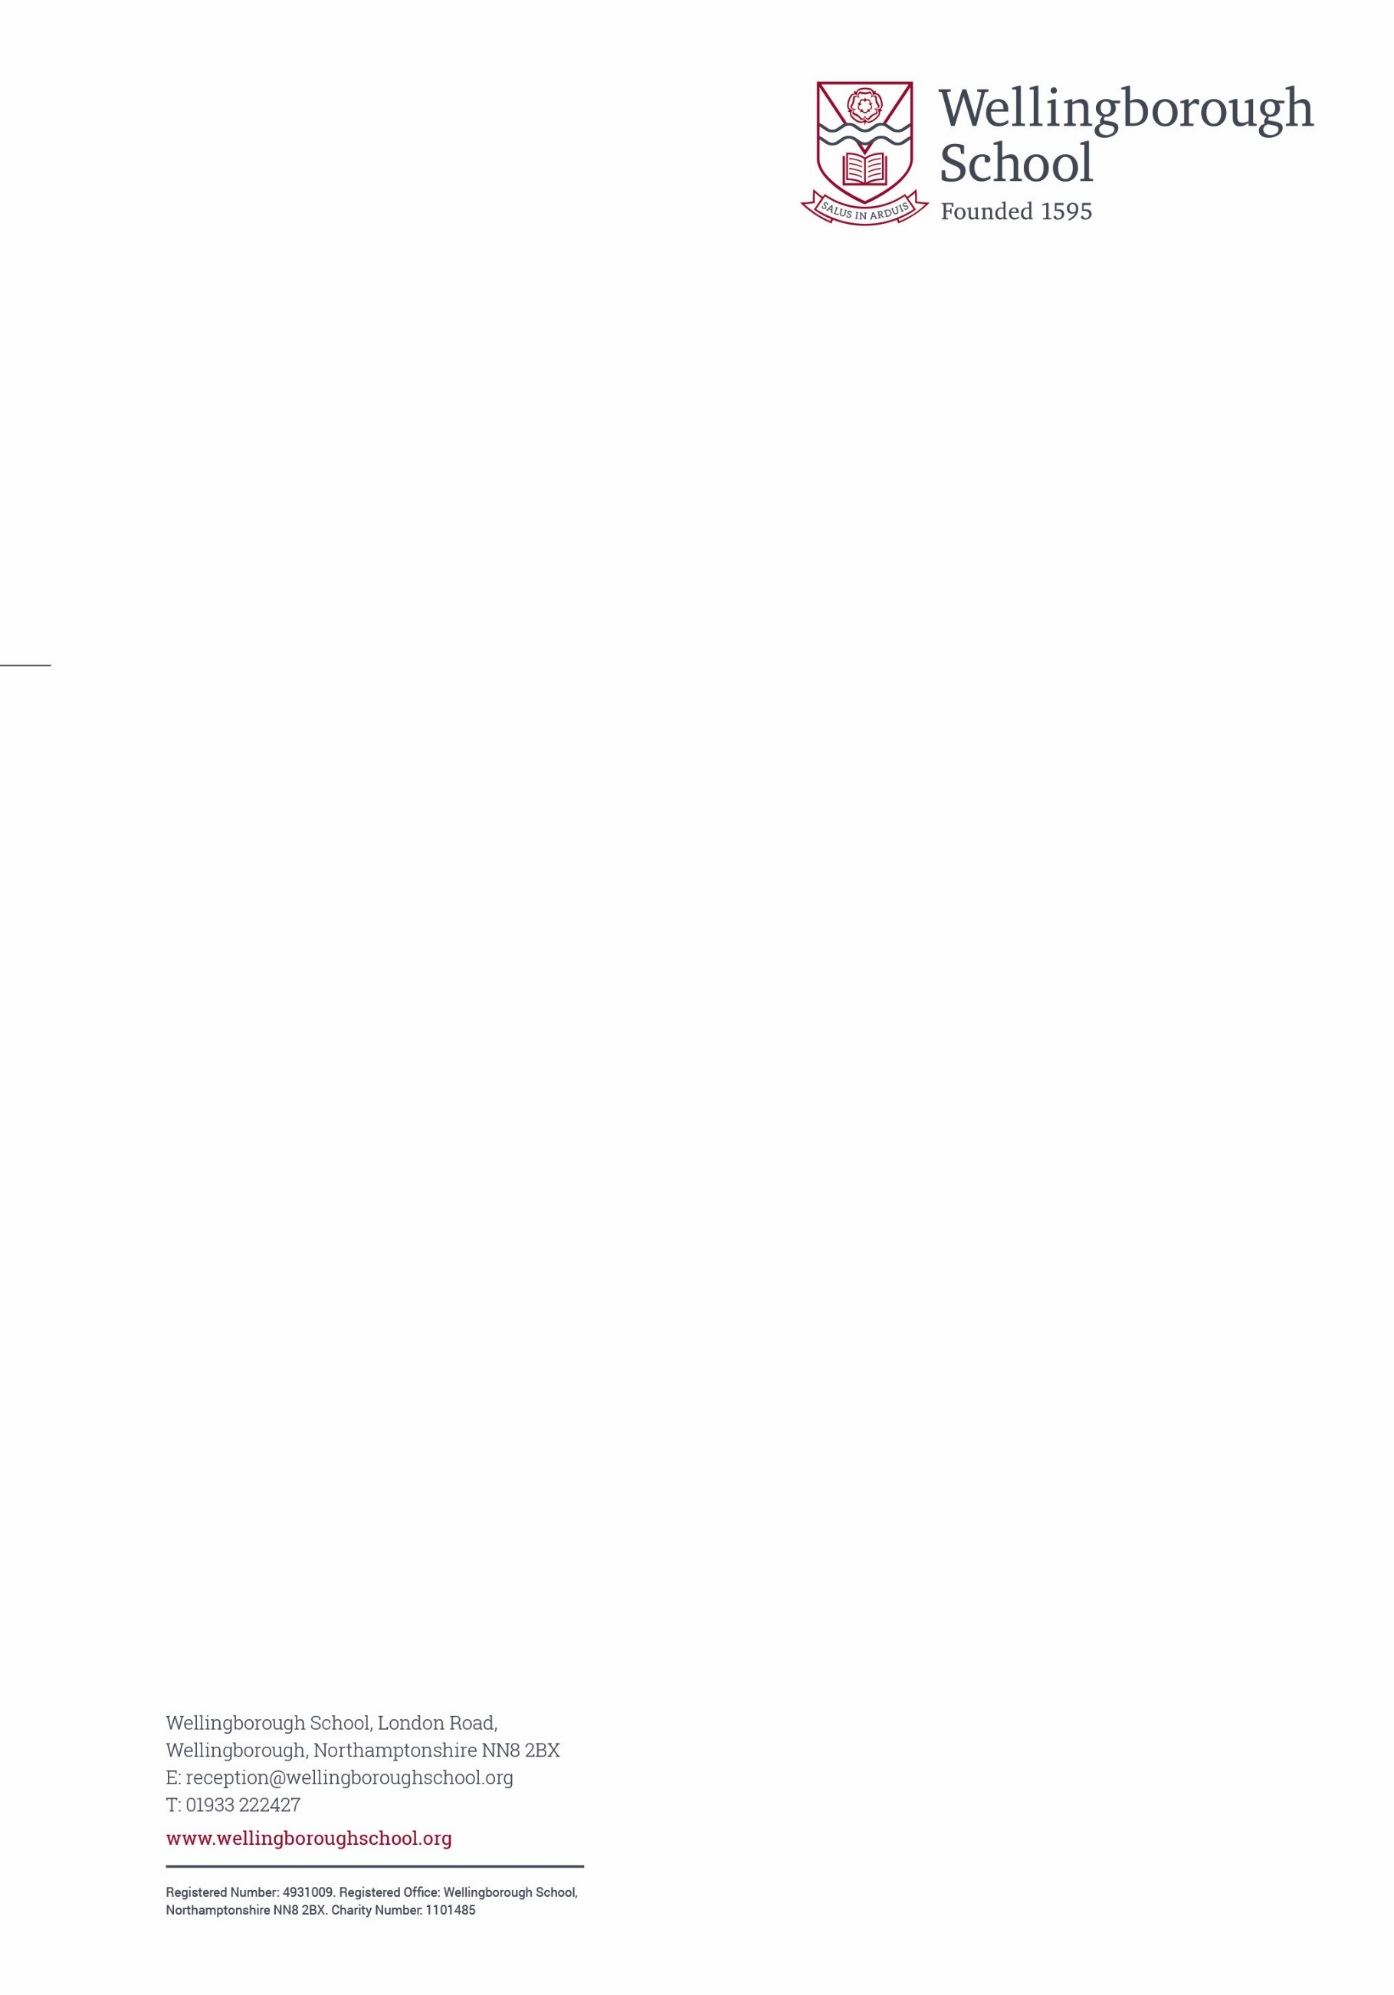 Wellingborough
School
Founded 1595
SALUS IN ARDUIS
Wellingborough School, London Road,
Wellingborough, Northamptonshire NN8 2BX
E: reception@wellingboroughschool.org
T: 01933 222427
www.wellingboroughschool.org
Registered Number: 4931009. Registered Office: Wellingborough School,
Northamptonshire NN8 2BX. Charity Number: 1101485